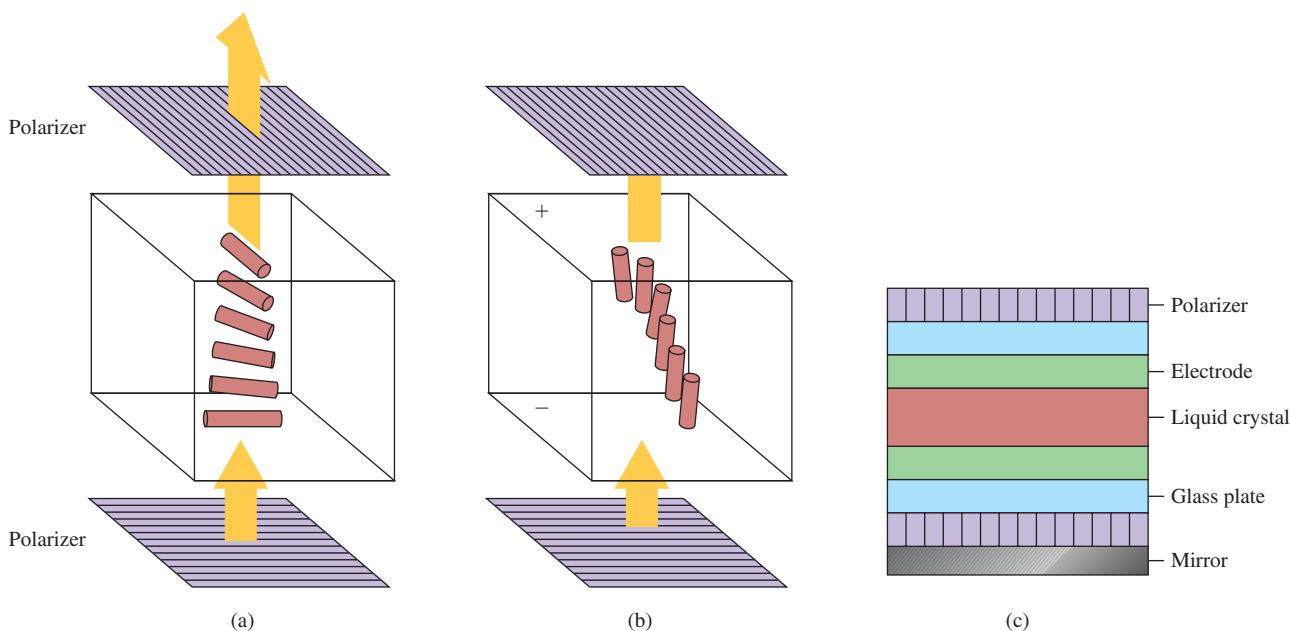 Polarizer
Polarizer
(a)
+
−
(b)
Polarizer
Electrode
Liquid crystal
Glass plate
Mirror
(c)